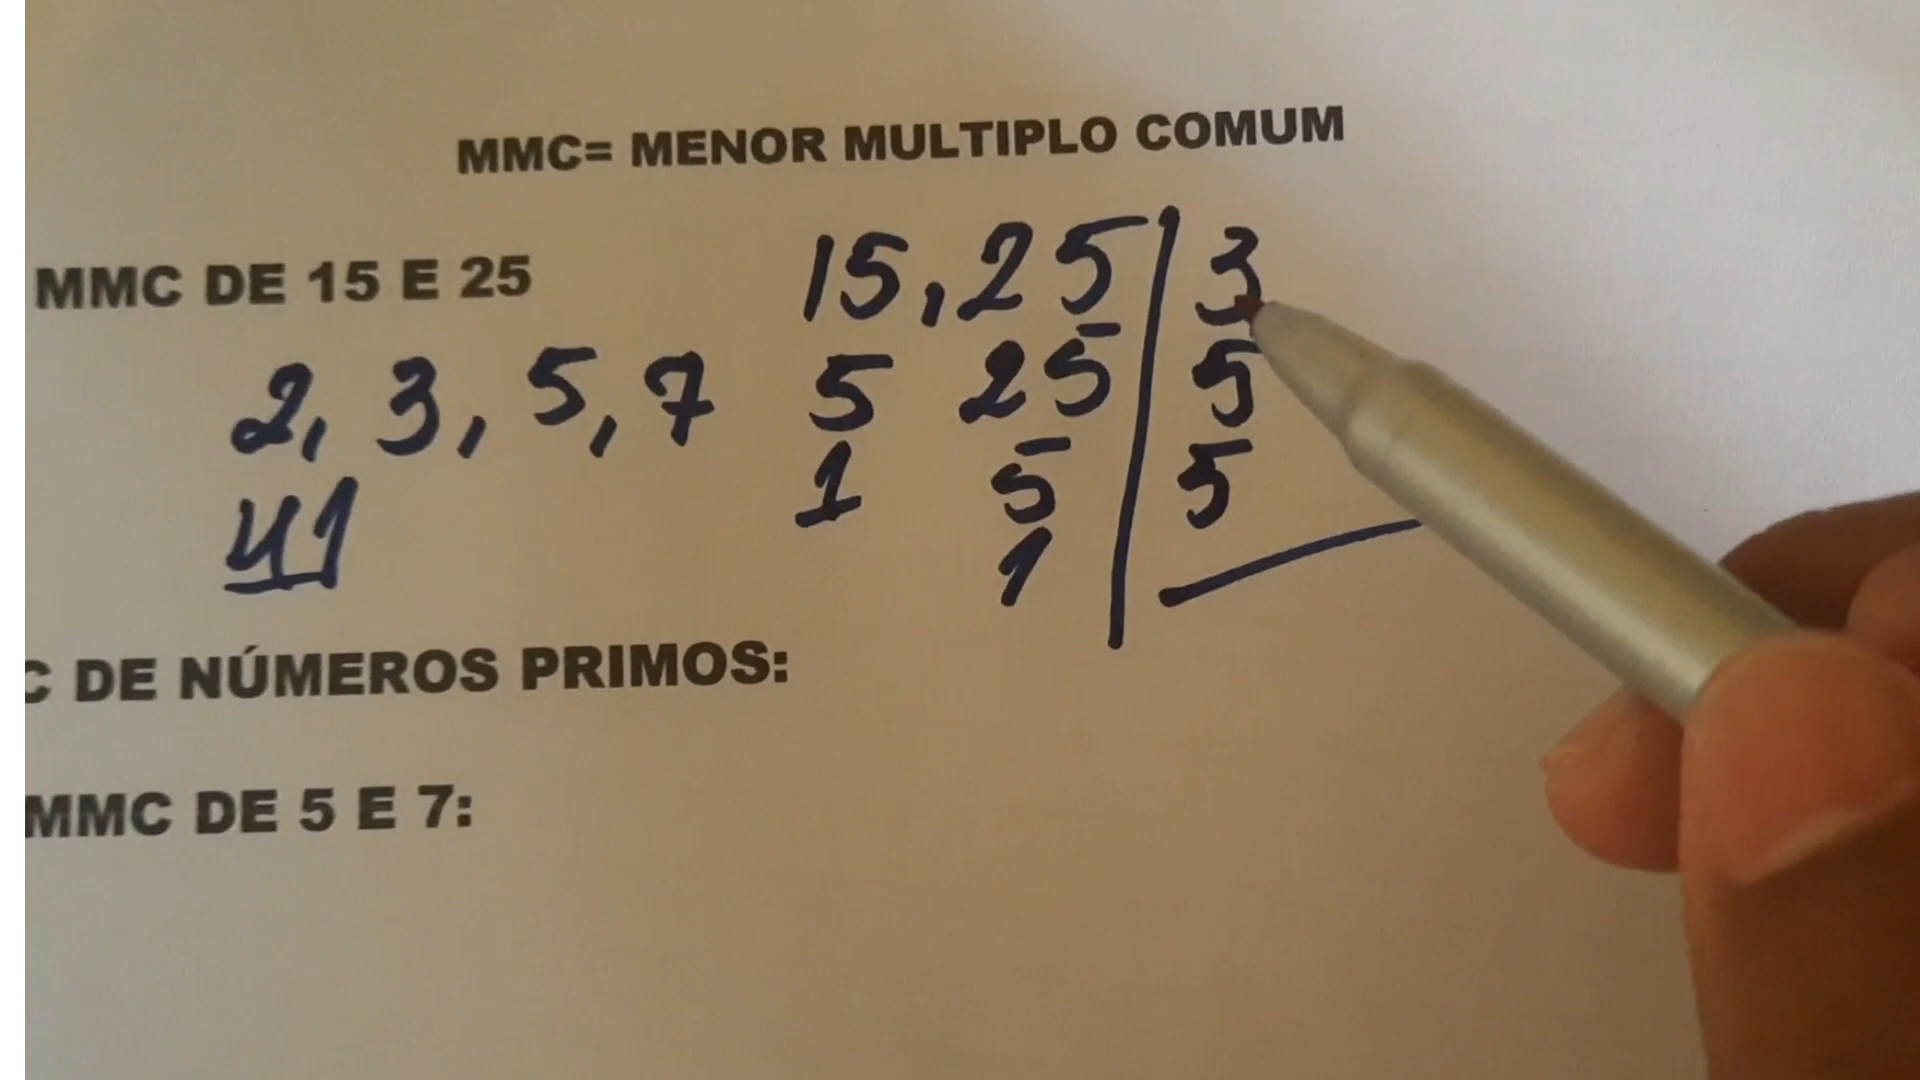 MMC= MENOR MULTIPLO COMUM
MMC DE 15 E 25
15,25 3
2, 3, 5, 7
5 25 5
1 5 5
1
11
C DE NÚMEROS PRIMOS:
MMC DE 5 E 7: